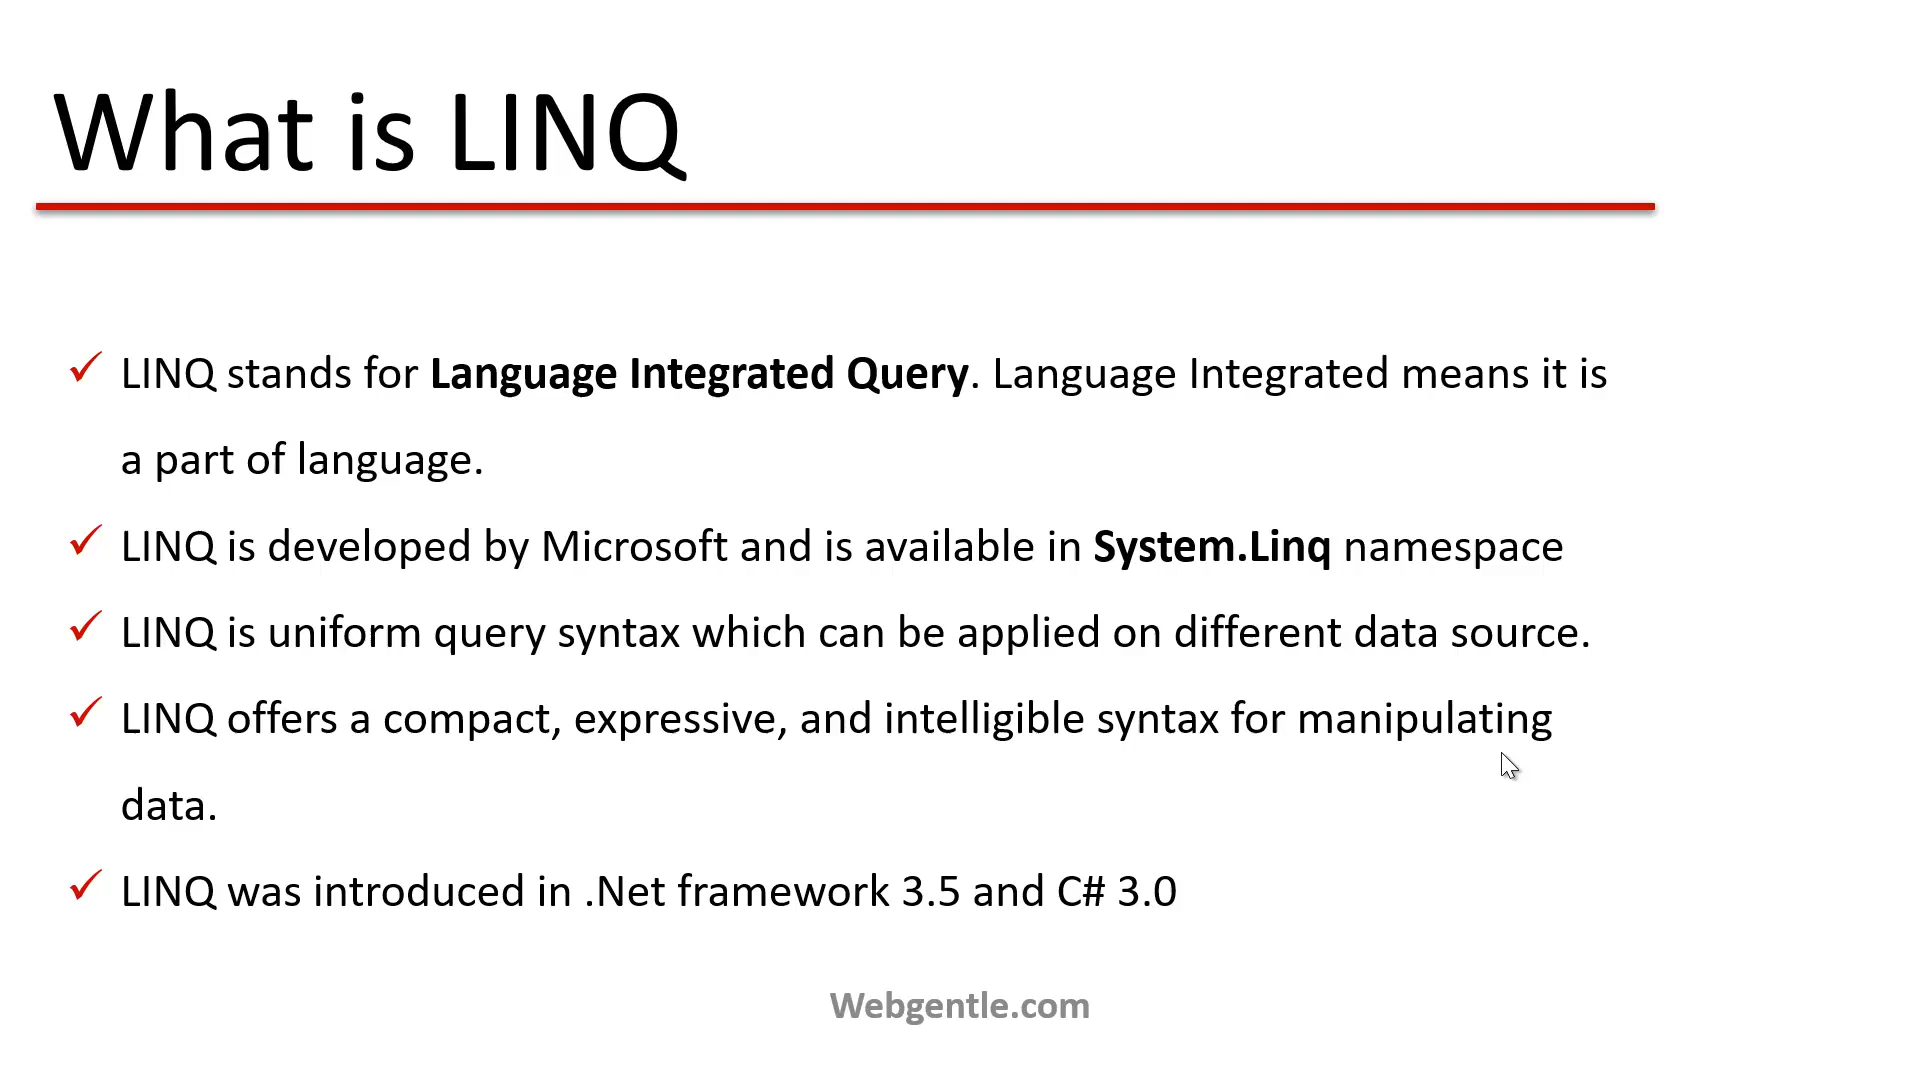 What is LINQ
LINQ stands for Language Integrated Query. Language Integrated means it is
a part of language.
LINQ is developed by Microsoft and is available in System.Linq namespace
LINQ is uniform query syntax which can be applied on different data source.
LINQ offers a compact, expressive, and intelligible syntax for manipulating
data.
LINQ was introduced in .Net framework 3.5 and C# 3.0
Webgentle.com